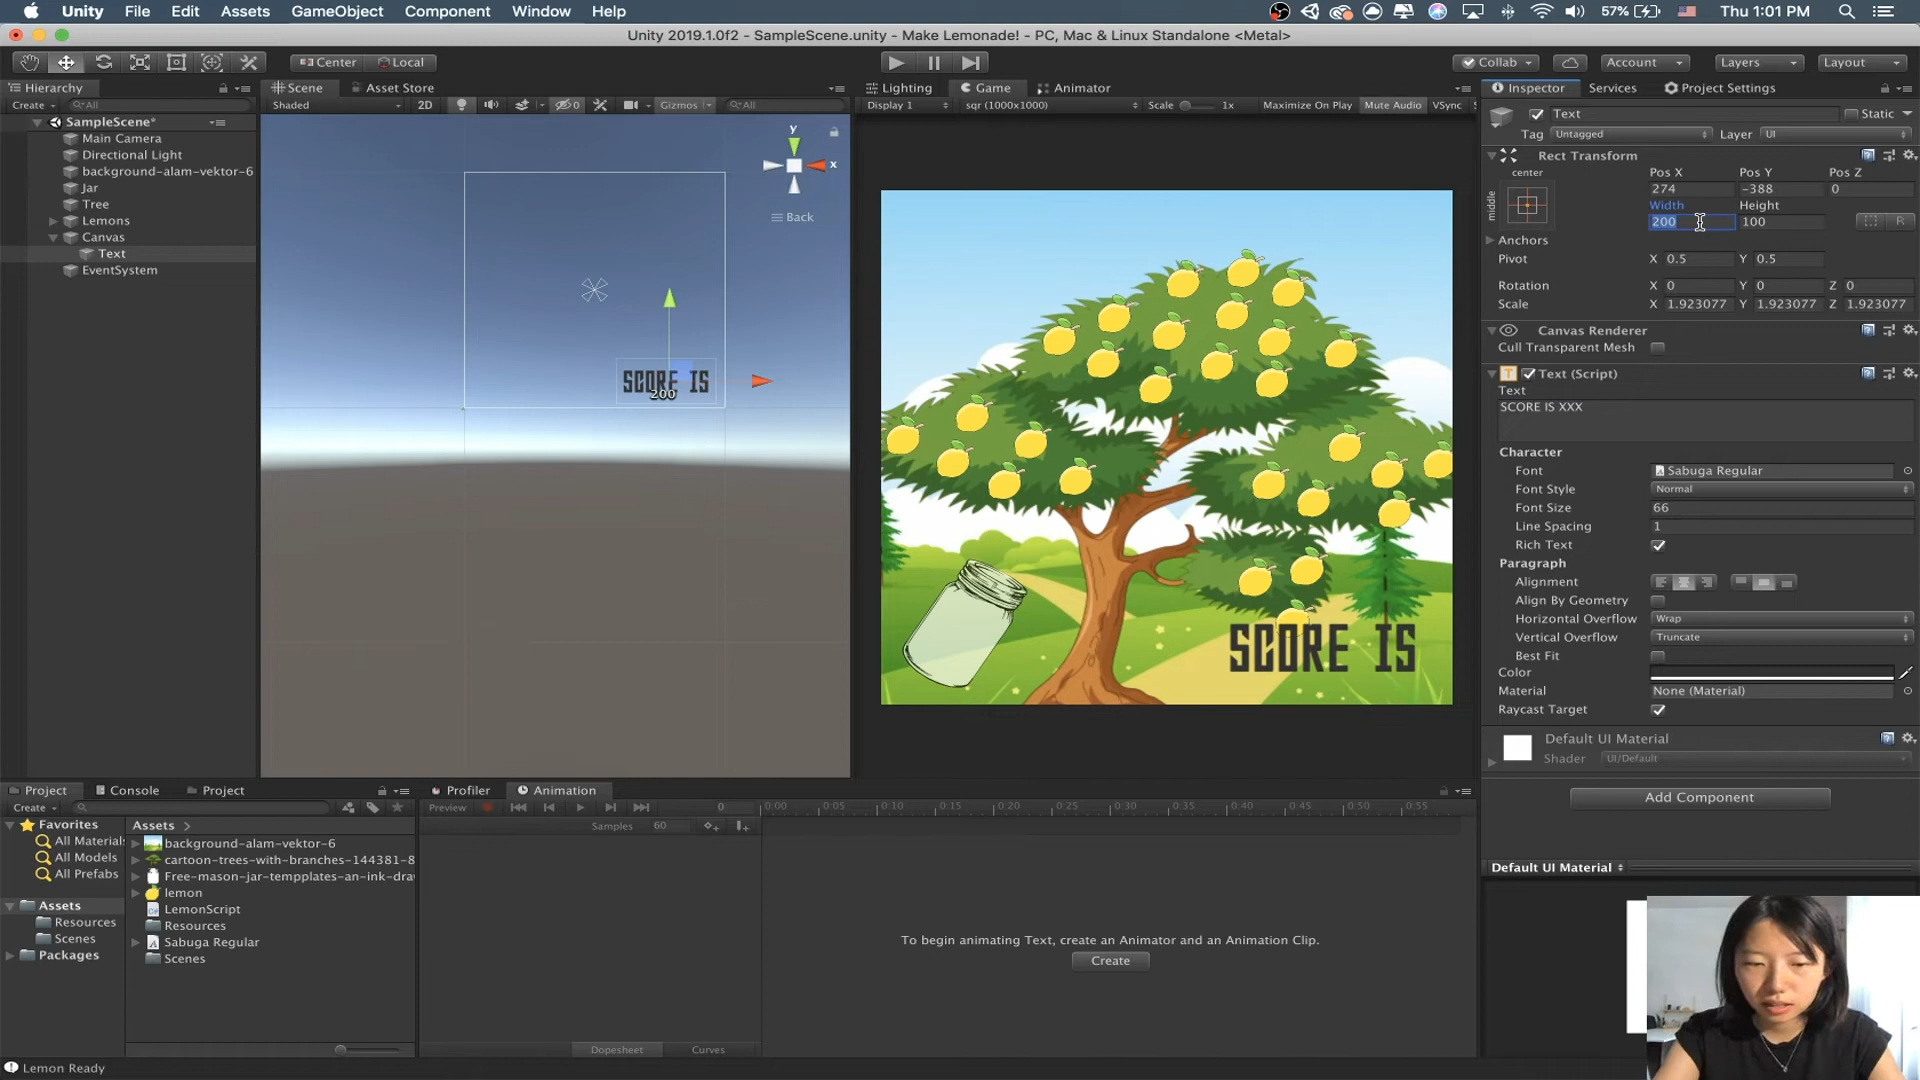 Unity File Edit Assets GameObject Component Window Help 57% Thu 1:01 PM
Unity 2019.1.0f2 - SampleScene.unity - Make Lemonade! - PC, Mac & Linux Standalone <Metal>
Center Local Collab Account Layers Layout
Hierarchy Scene Asset Store Lighting Game Animator Inspector Services Project Settings
Create All Shaded 2D 0 Gizmos All Display 1 sqr (1000x1000) Scale 1x Maximize On Play Mute Audio VSync
SampleScene*
Main Camera
Directional Light
background-alam-vektor-6
Jar
Tree
Lemons
Canvas
Text
EventSystem
y
x
Back
SCORE IS
200
SCORE IS
Text Static
Tag Untagged Layer UI
Rect Transform
center Pos X Pos Y Pos Z
274 -388 0
middle Width Height
200 100 R
Anchors
Pivot X 0.5 Y 0.5
Rotation X 0 Y 0 Z 0
Scale X 1.923077 Y 1.923077 Z 1.923077
Canvas Renderer
Cull Transparent Mesh
Text (Script)
Text
SCORE IS XXX
Character
Font Sabuga Regular
Font Style Normal
Font Size 66
Line Spacing 1
Rich Text
Paragraph
Alignment
Align By Geometry
Horizontal Overflow Wrap
Vertical Overflow Truncate
Best Fit
Color
Material None (Material)
Raycast Target
Default UI Material
Shader UI/Default
Add Component
Default UI Material
Project Console Project Profiler Animation
Create Preview 0 0:00 0:05 0:10 0:15 0:20 0:25 0:30 0:35 0:40 0:45 0:50 0:55
Favorites
All Materials
All Models
All Prefabs
Assets
Resources
Scenes
Packages
Assets
background-alam-vektor-6
cartoon-trees-with-branches-144381-8
Free-mason-jar-tempplates-an-ink-dra
lemon
LemonScript
Resources
Sabuga Regular
Scenes
Samples 60
To begin animating Text, create an Animator and an Animation Clip.
Create
Dopesheet Curves
Lemon Ready